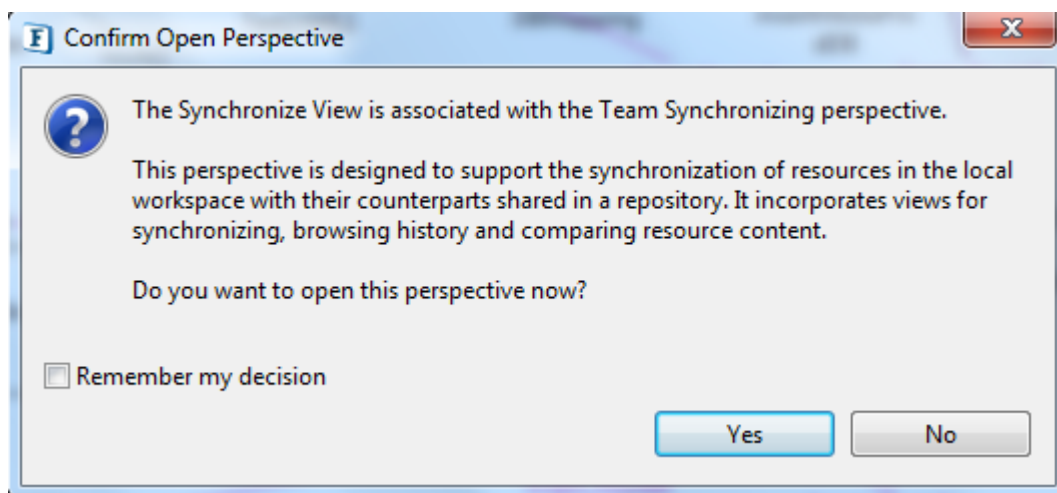 Confirm Open Perspective
The Synchronize View is associated with the Team Synchronizing perspective.
This perspective is designed to support the synchronization of resources in the local
workspace with their counterparts shared in a repository. It incorporates views for
synchronizing, browsing history and comparing resource content.
Do you want to open this perspective now?
Remember my decision
Yes
No